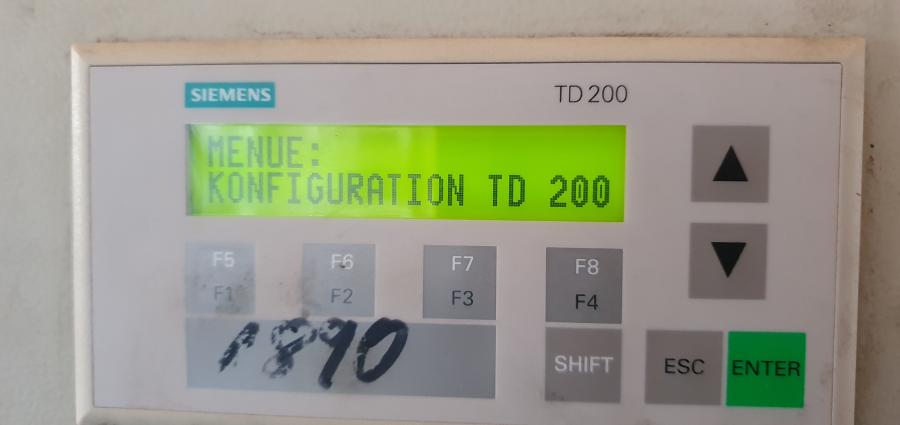 SIEMENS
TD 200
MENUE:
KONFIGURATION TD 200
F5 F6 F7 F8
F1 F2 F3 F4
1890
SHIFT ESC ENTER